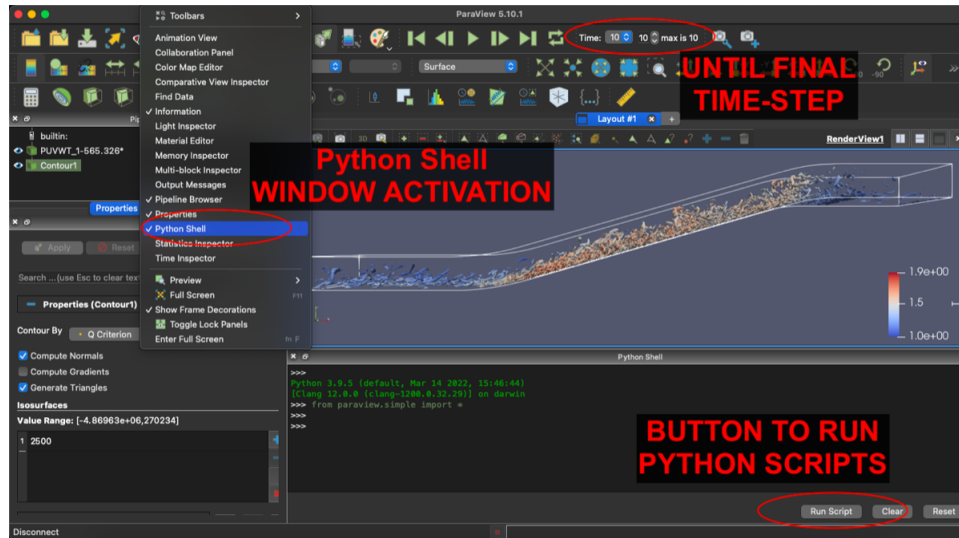 ParaView 5.10.1
Toolbars
Animation View
Collaboration Panel
Color Map Editor
Comparative View Inspector
Find Data
✓ Information
Light Inspector
Material Editor
Memory Inspector
Multi-block Inspector
Output Messages
✓ Pipeline Browser
✓ Properties
✓ Python Shell
Statistics Inspector
Time Inspector
Preview
Full Screen F11
✓ Show Frame Decorations
Toggle Lock Panels
Enter Full Screen fn F
Time: 10 10 max is 10
Surface
UNTIL FINAL
TIME-STEP
Layout #1
RenderView1
builtin:
PUVWT_1-565.326*
Contour1
Python Shell
WINDOW ACTIVATION
Properties
Apply Reset
Search ... (use Esc to clear tex
Properties (Contour1)
Contour By Q Criterion
Compute Normals
Compute Gradients
Generate Triangles
Isosurfaces
Value Range: [-4.86963e+06,270234]
1 2500
1.9e+00
1.5
1.0e+00
Python Shell
>>>
Python 3.9.5 (default, Mar 14 2022, 15:46:44)
[Clang 12.0.0 (clang-1200.0.32.29)] on darwin
>>> from paraview.simple import *
>>>
>>>
BUTTON TO RUN
PYTHON SCRIPTS
Run Script Clear Reset
Disconnect